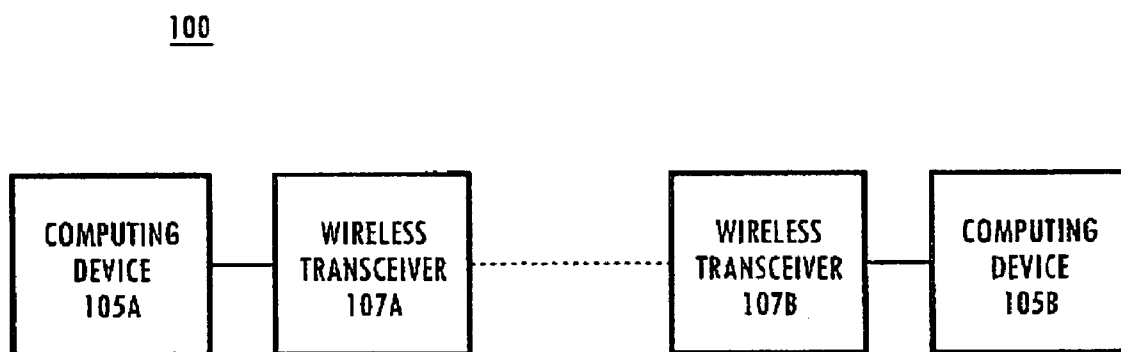 100
COMPUTING
DEVICE
105A
WIRELESS
TRANSCEIVER
107A
WIRELESS
TRANSCEIVER
107B
COMPUTING
DEVICE
105B